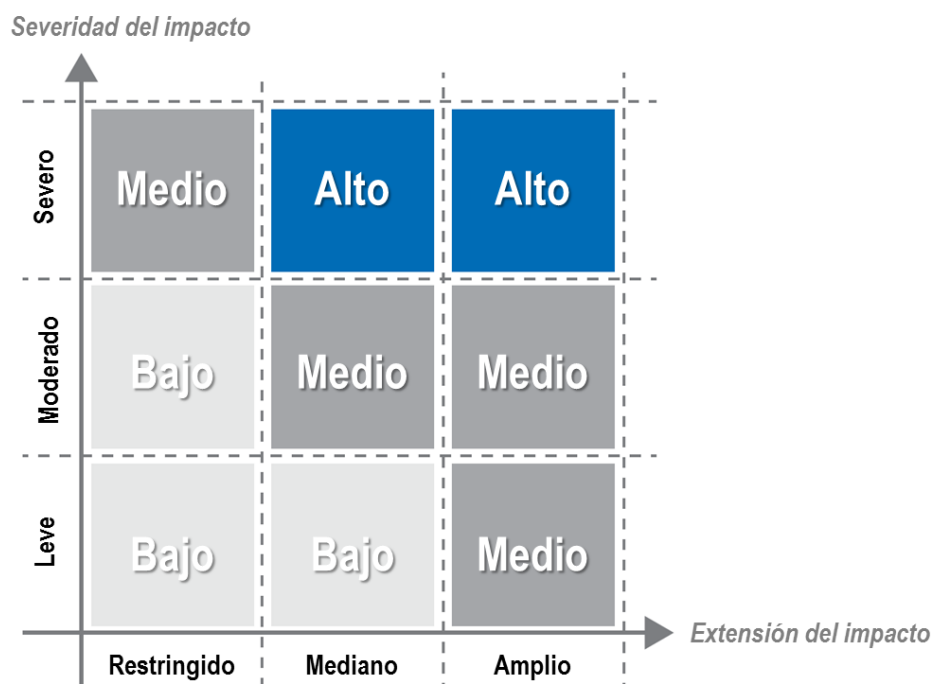 Severidad del impacto
Severo
Medio
Alto
Alto
Moderado
Bajo
Medio
Medio
Leve
Bajo
Bajo
Medio
Extensión del impacto
Restringido
Mediano
Amplio